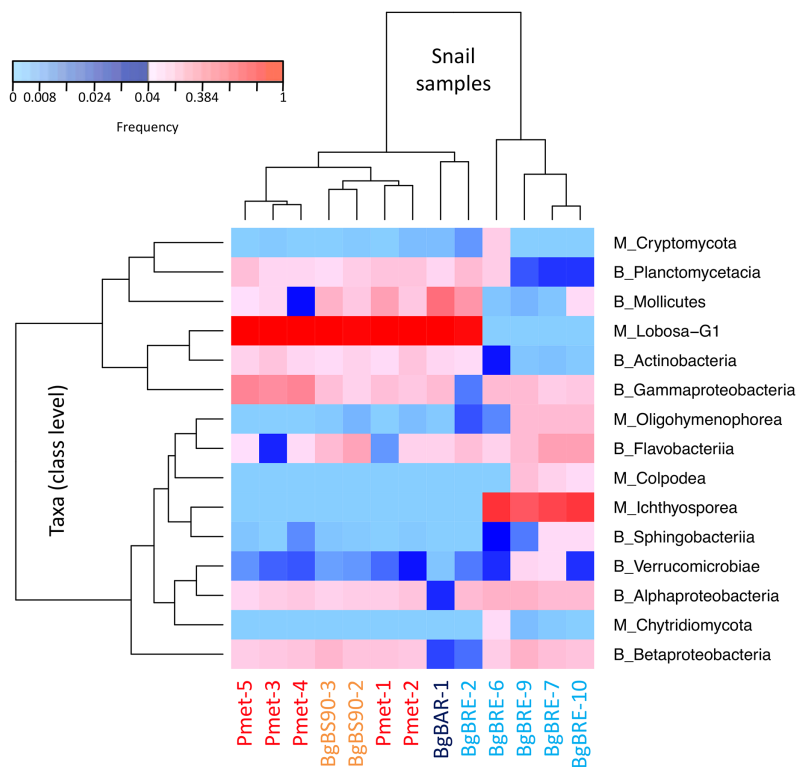 Snail
samples
0 0.008 0.024 0.04 0.384 1
Frequency
Taxa (class level)
M_Cryptomycota
B_Planctomycetacia
B_Mollicutes
M_Lobosa−G1
B_Actinobacteria
B_Gammaproteobacteria
M_Oligohymenophorea
B_Flavobacteriia
M_Colpodea
M_Ichthyosporea
B_Sphingobacteriia
B_Verrucomicrobiae
B_Alphaproteobacteria
M_Chytridiomycota
B_Betaproteobacteria
Pmet-5
Pmet-3
Pmet-4
BgBS90-3
BgBS90-2
Pmet-1
Pmet-2
BgBAR-1
BgBRE-2
BgBRE-6
BgBRE-9
BgBRE-7
BgBRE-10